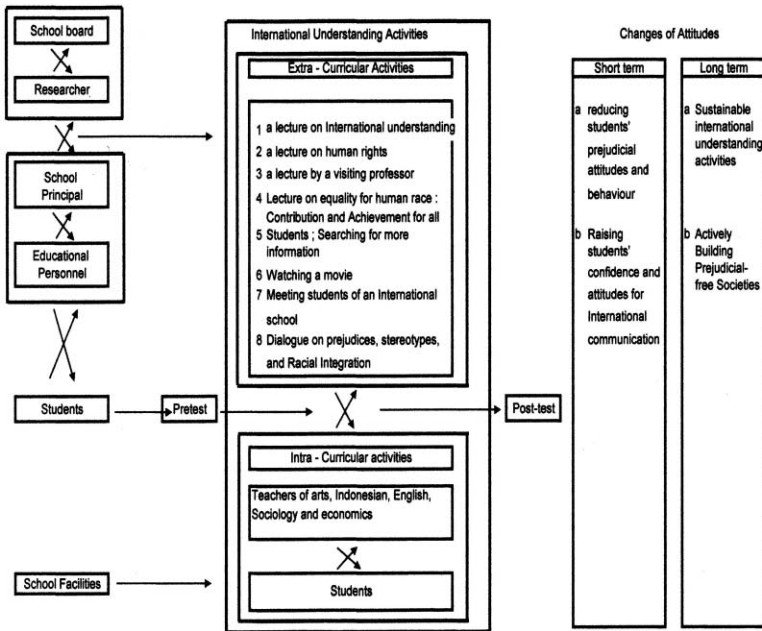 School board
Researcher
School
Principal
Educational
Personnel
Students
School Facilities
Pretest
International Understanding Activities
Extra - Curricular Activities
1 a lecture on International understanding
2 a lecture on human rights
3 a lecture by a visiting professor
4 Lecture on equality for human race :
Contribution and Achievement for all
5 Students ; Searching for more
information
6 Watching a movie
7 Meeting students of an International
school
8 Dialogue on prejudices, stereotypes,
and Racial Integration
Intra - Curricular activities
Teachers of arts, Indonesian, English,
Sociology and economics
Students
Post-test
Changes of Attitudes
Short term
a reducing
students'
prejudicial
attitudes and
behaviour
b Raising
students'
confidence and
attitudes for
International
communication
Long term
a Sustainable
international
understanding
activities
b Actively
Building
Prejudicial-
free Societies